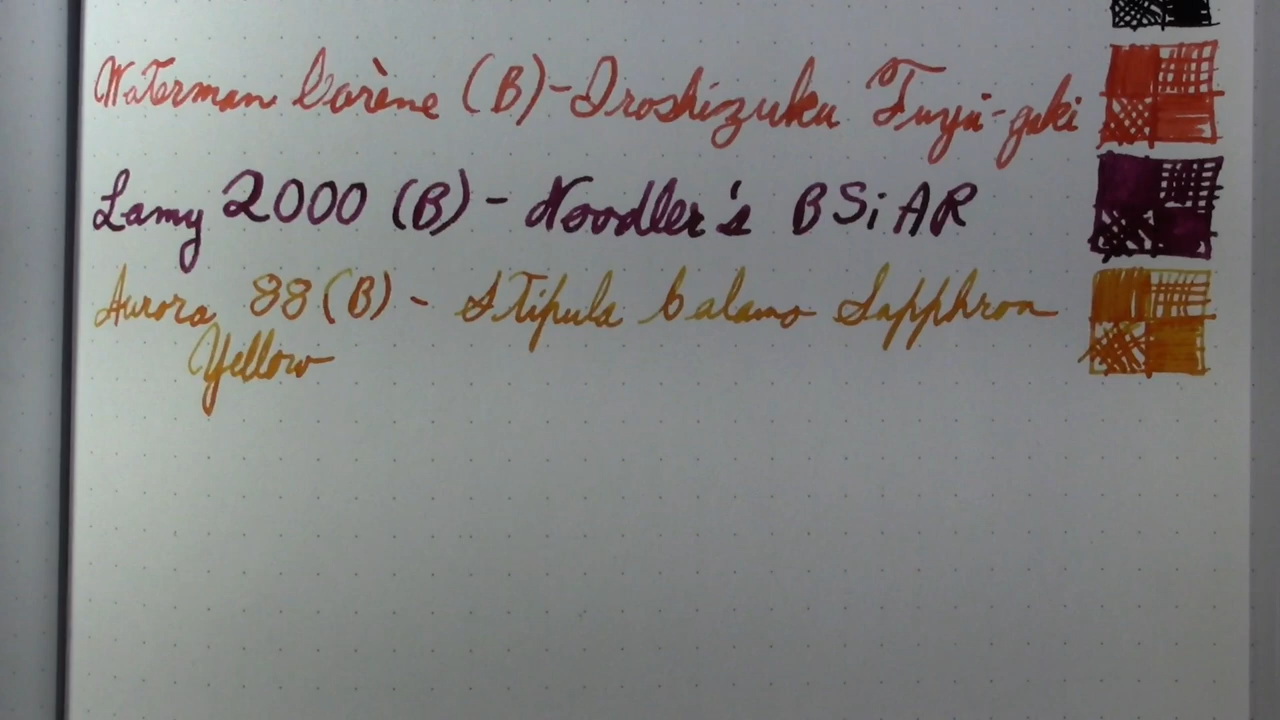 Waterman Carène (B)-Iroshizuku Fuyu-gaki
Lamy 2000 (B) - Noodler's BSiAR
Aurora 88 (B) - Stipula Calamo Sapphron
Yellow